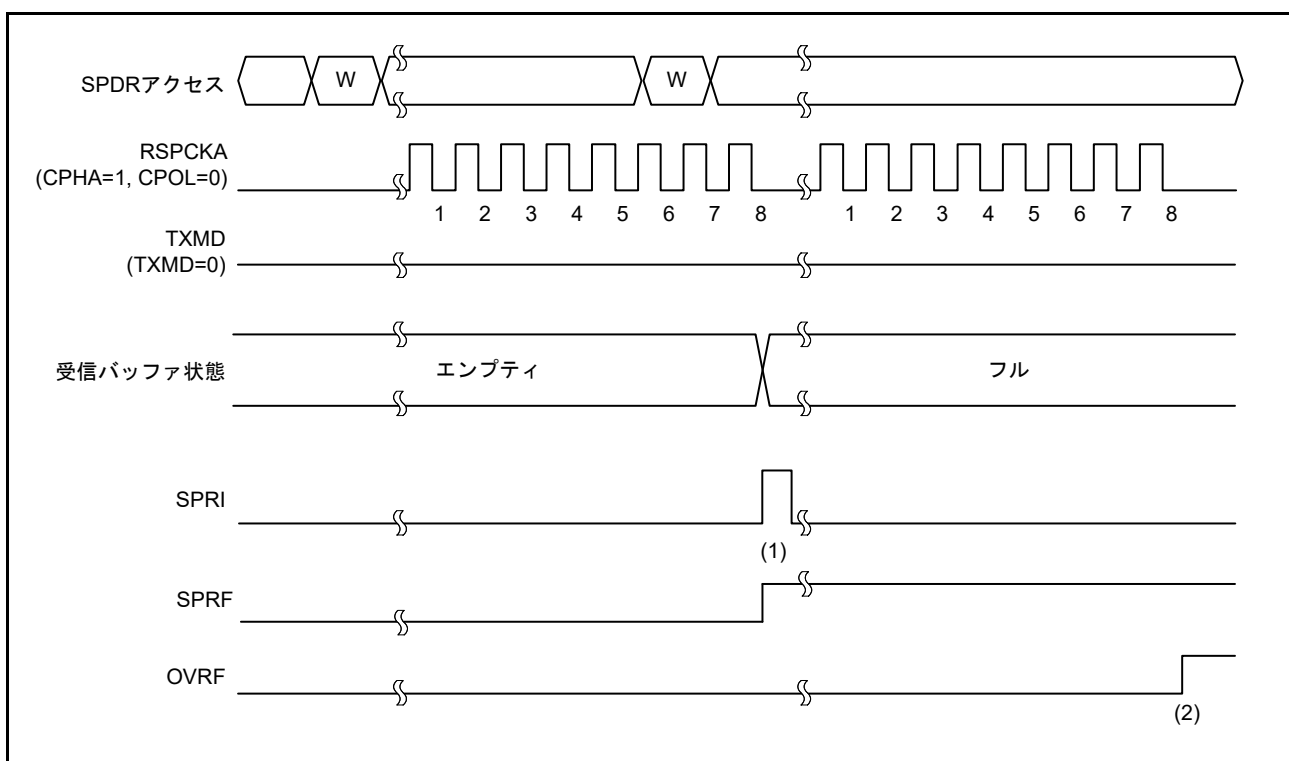 SPDRアクセス W W
RSPCKA
(CPHA=1, CPOL=0)
1 2 3 4 5 6 7 8 1 2 3 4 5 6 7 8
TXMD
(TXMD=0)
受信バッファ状態 エンプティ フル
SPRI
(1)
SPRF
OVRF
(2)